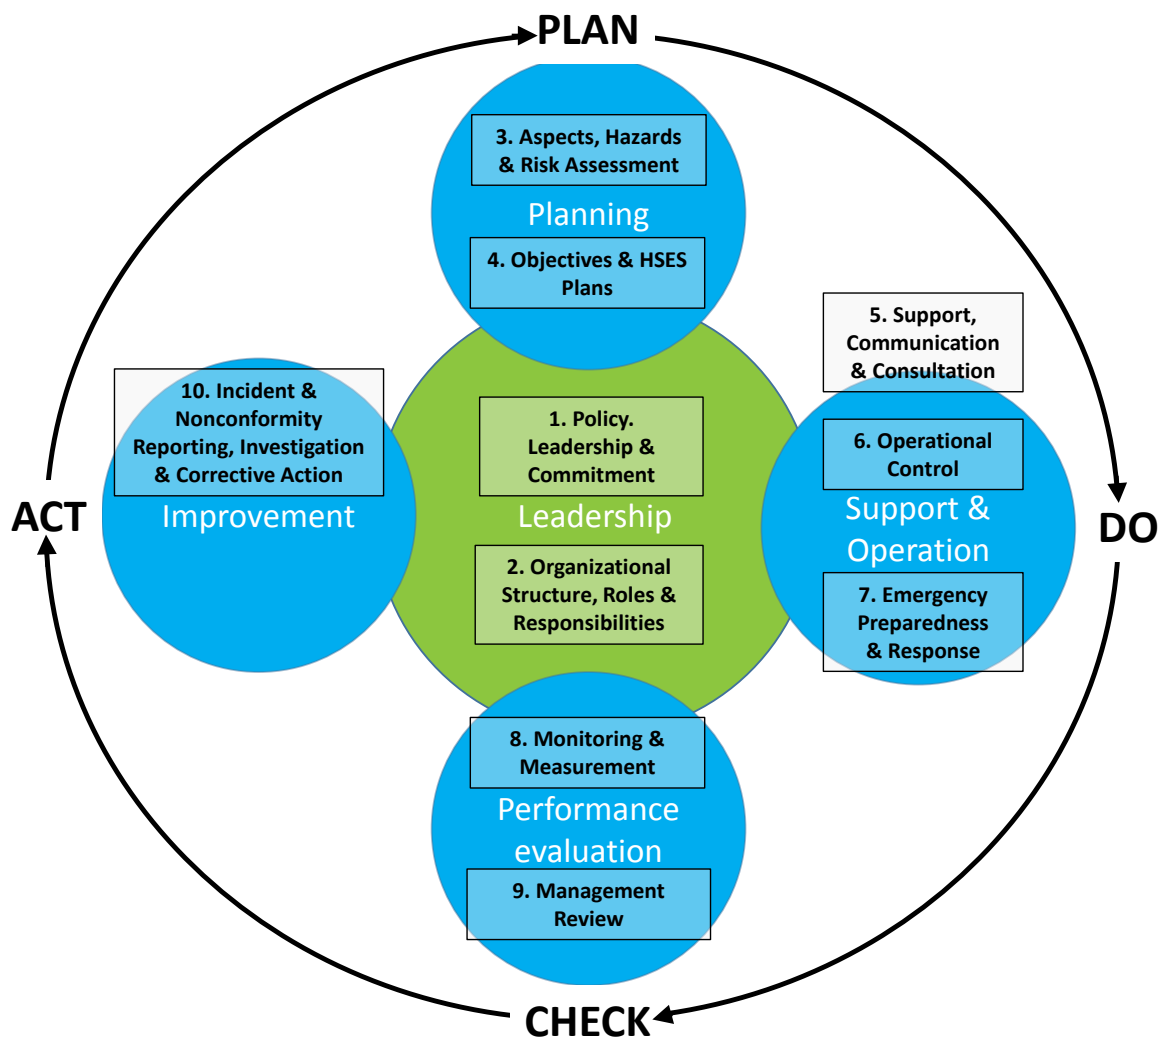 PLAN
3. Aspects, Hazards
& Risk Assessment
Planning
4. Objectives & HSES
Plans
5. Support,
Communication
& Consultation
6. Operational
Control
Support &
Operation
7. Emergency
Preparedness
& Response
DO
1. Policy.
Leadership &
Commitment
Leadership
2. Organizational
Structure, Roles &
Responsibilities
10. Incident &
Nonconformity
Reporting, Investigation
& Corrective Action
Improvement
ACT
8. Monitoring &
Measurement
Performance
evaluation
9. Management
Review
CHECK